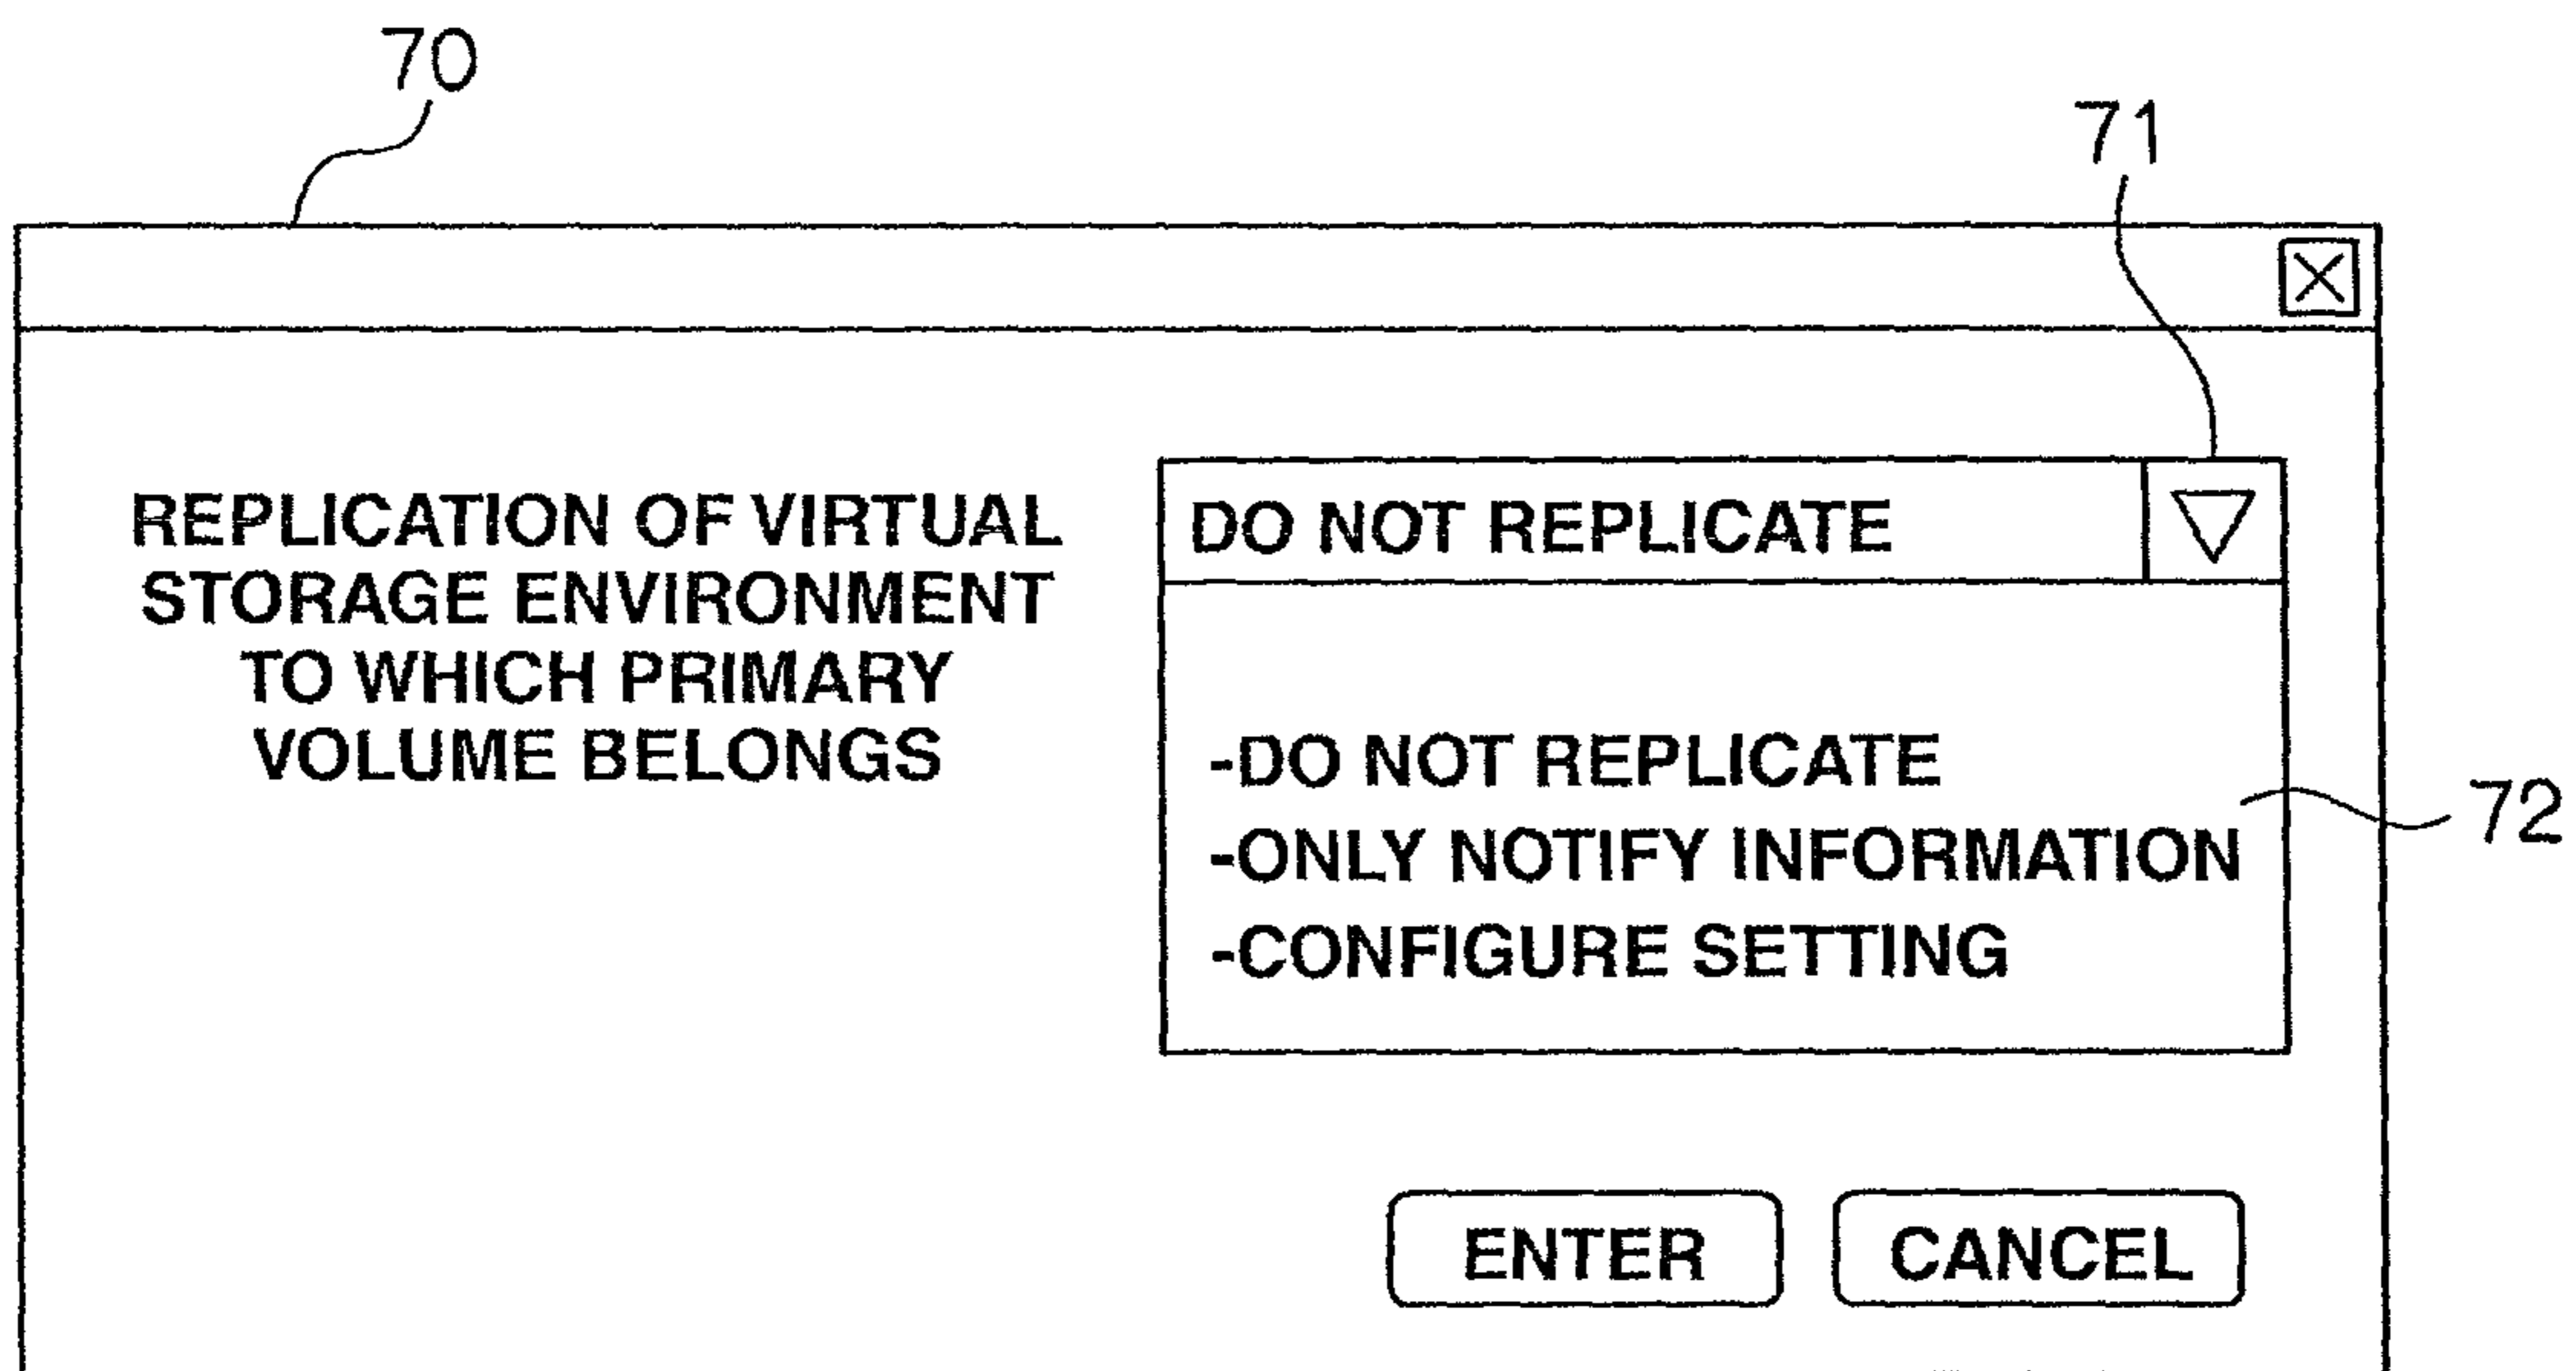 70
71
REPLICATION OF VIRTUAL
STORAGE ENVIRONMENT
TO WHICH PRIMARY
VOLUME BELONGS
DO NOT REPLICATE
-DO NOT REPLICATE
-ONLY NOTIFY INFORMATION
-CONFIGURE SETTING
72
ENTER
CANCEL